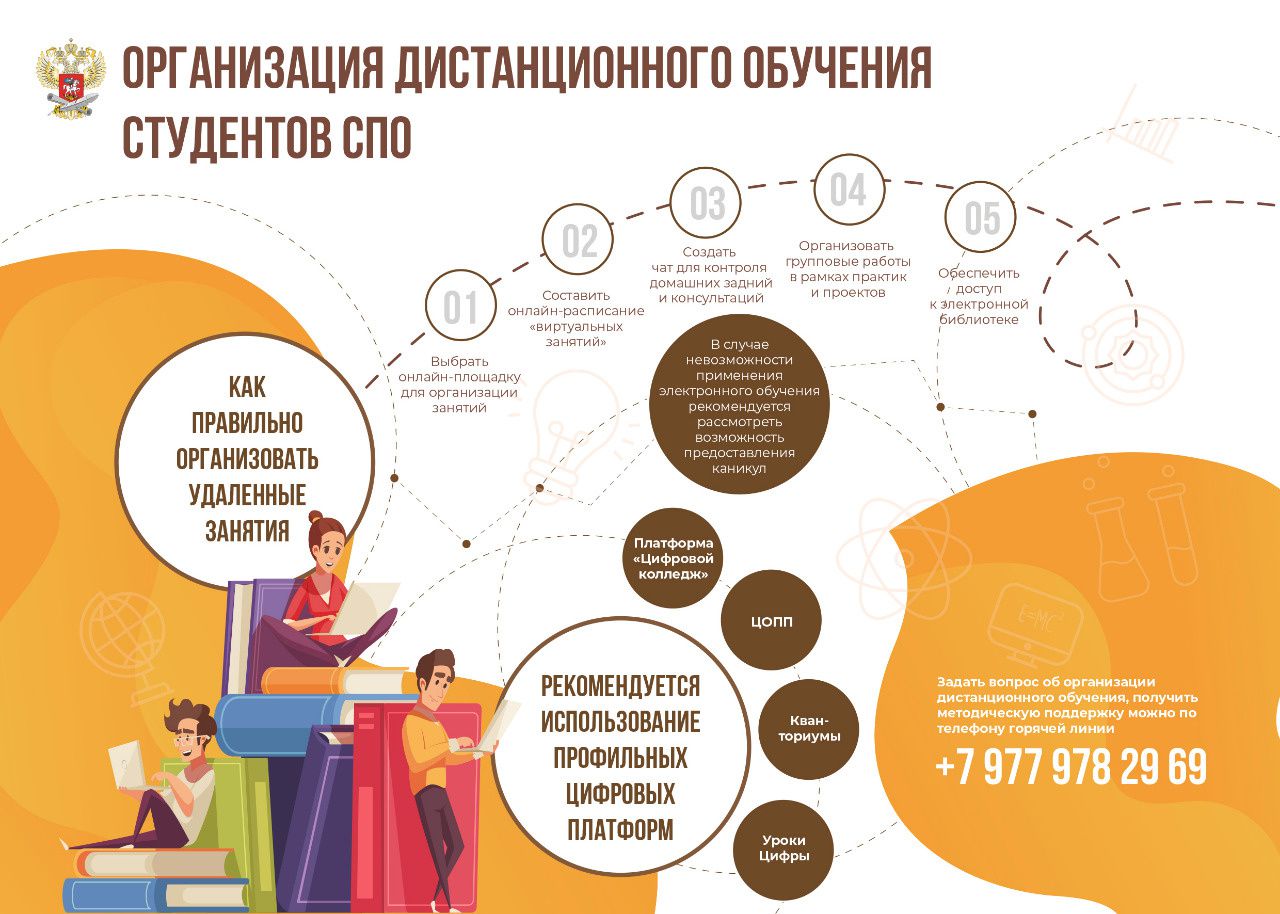 ОРГАНИЗАЦИЯ ДИСТАНЦИОННОГО ОБУЧЕНИЯ
СТУДЕНТОВ СПО
КАК
ПРАВИЛЬНО
ОРГАНИЗОВАТЬ
УДАЛЕННЫЕ
ЗАНЯТИЯ
01
Выбрать
онлайн-площадку
для организации
занятий
02
Составить
онлайн-расписание
«виртуальных
занятий»
03
Создать
чат для контроля
домашних задний
и консультаций
04
Организовать
групповые работы
в рамках практик
и проектов
05
Обеспечить
доступ
к электронной
библиотеке
В случае
невозможности
применения
электронного обучения
рекомендуется
рассмотреть
возможность
предоставления
каникул
РЕКОМЕНДУЕТСЯ
ИСПОЛЬЗОВАНИЕ
ПРОФИЛЬНЫХ
ЦИФРОВЫХ
ПЛАТФОРМ
Платформа
«Цифровой
колледж»
ЦОПП
Кван-
ториумы
Уроки
Цифры
E=MC²
Задать вопрос об организации
дистанционного обучения, получить
методическую поддержку можно по
телефону горячей линии
+7 977 978 29 69